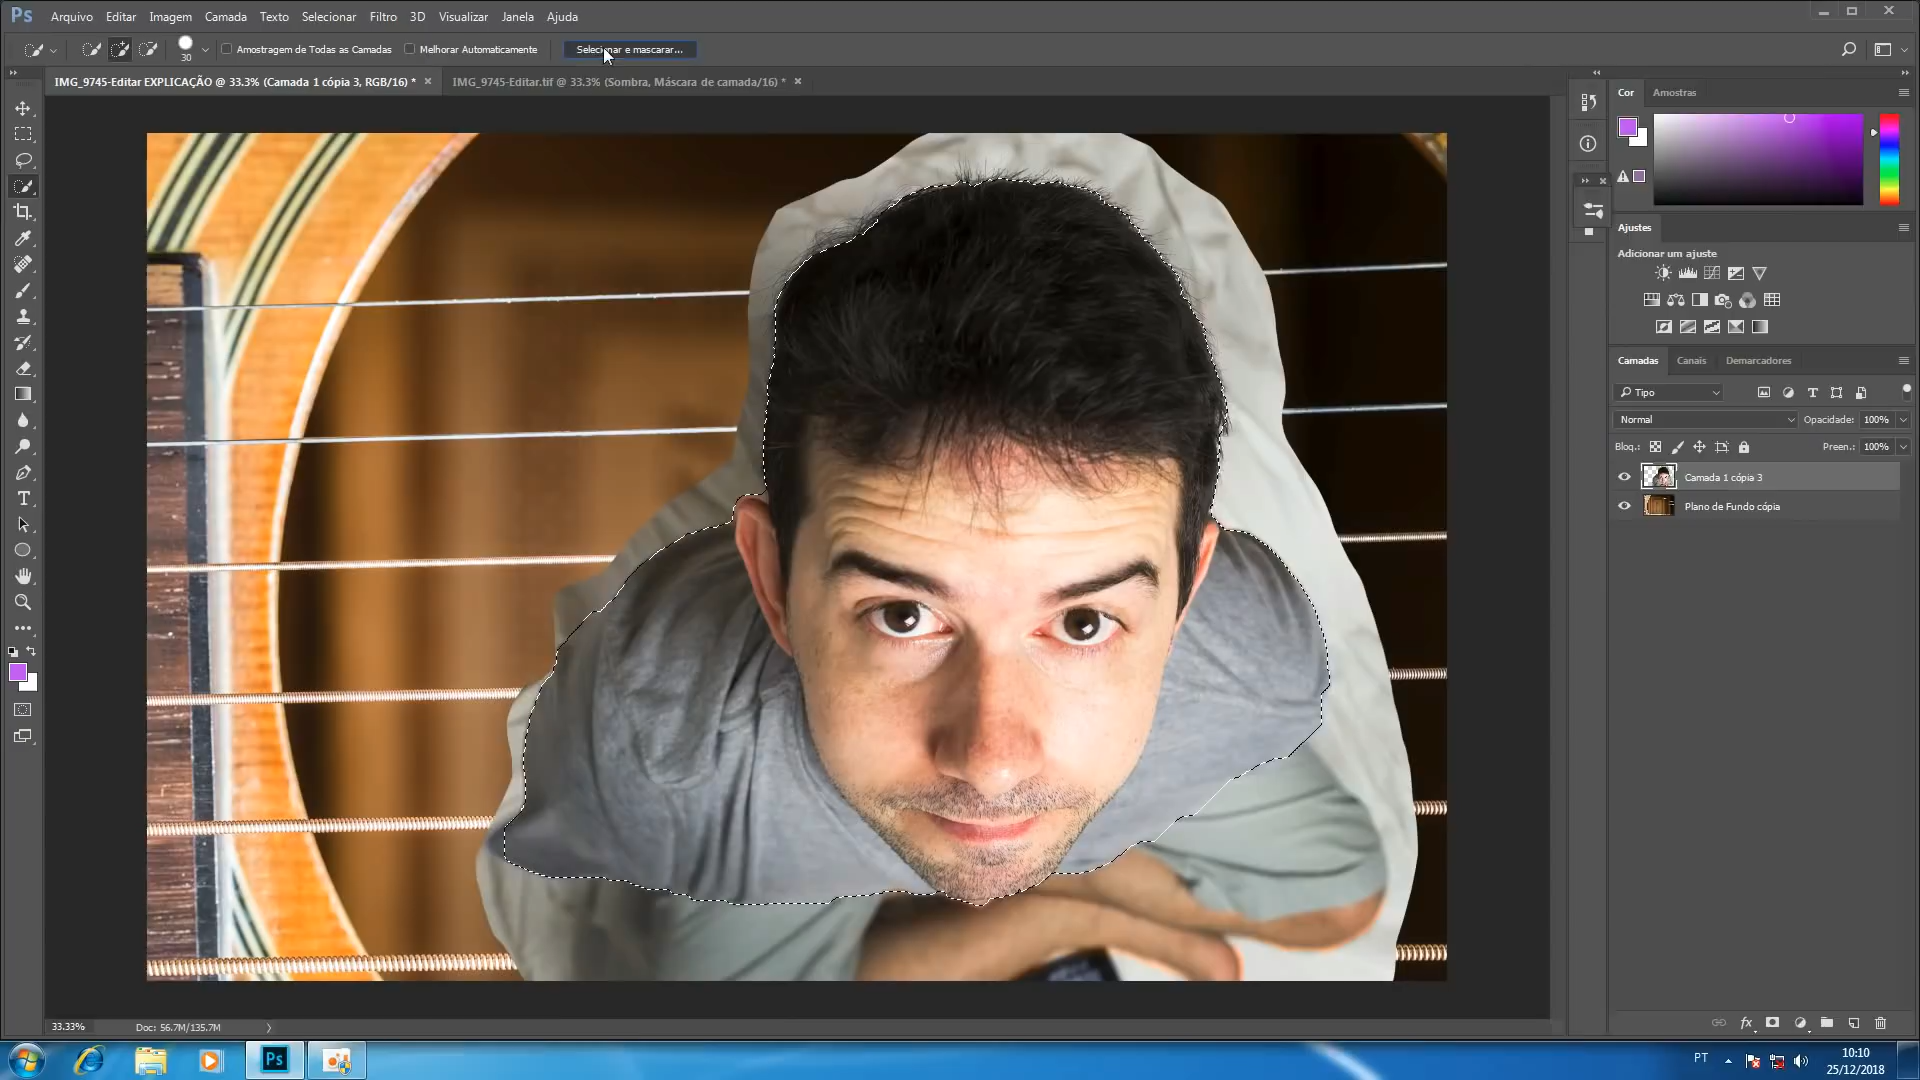 Ps Arquivo Editar Imagem Camada Texto Selecionar Filtro 3D Visualizar Janela Ajuda
30 Amostragem de Todas as Camadas Melhorar Automaticamente Selecionar e mascarar...
IMG_9745-Editar EXPLICAÇÃO @ 33.3% (Camada 1 cópia 3, RGB/16) * × IMG_9745-Editar.tif @ 33.3% (Sombra, Máscara de camada/16) * ×
Cor Amostras
Ajustes
Adicionar um ajuste
Camadas Canais Demarcadores
Tipo
Normal Opacidade: 100%
Bloq.: Preen.: 100%
Camada 1 cópia 3
Plano de Fundo cópia
33.33% Doc: 56.7M/135.7M
fx
Ps PT 10:10
25/12/2018